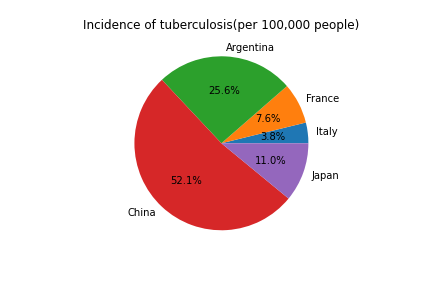 Incidence of tuberculosis(per 100,000 people)
Argentina
25.6%
France
7.6%
Italy
3.8%
11.0%
Japan
52.1%
China